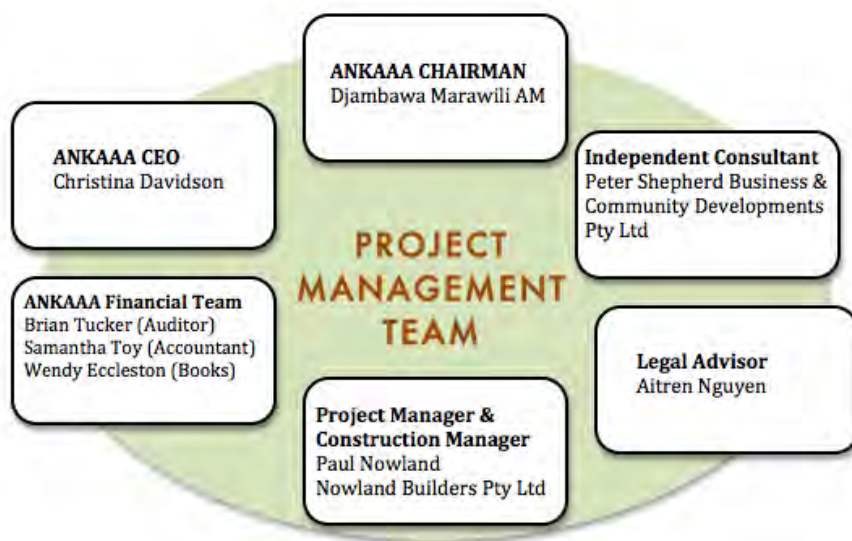 ANKAAA CHAIRMAN
Djambawa Marawili AM
ANKAAA CEO
Christina Davidson
Independent Consultant
Peter Shepherd Business &
Community Developments
Pty Ltd
PROJECT
MANAGEMENT
TEAM
ANKAAA Financial Team
Brian Tucker (Auditor)
Samantha Toy (Accountant)
Wendy Eccleston (Books)
Legal Advisor
Aitren Nguyen
Project Manager &
Construction Manager
Paul Nowland
Nowland Builders Pty Ltd